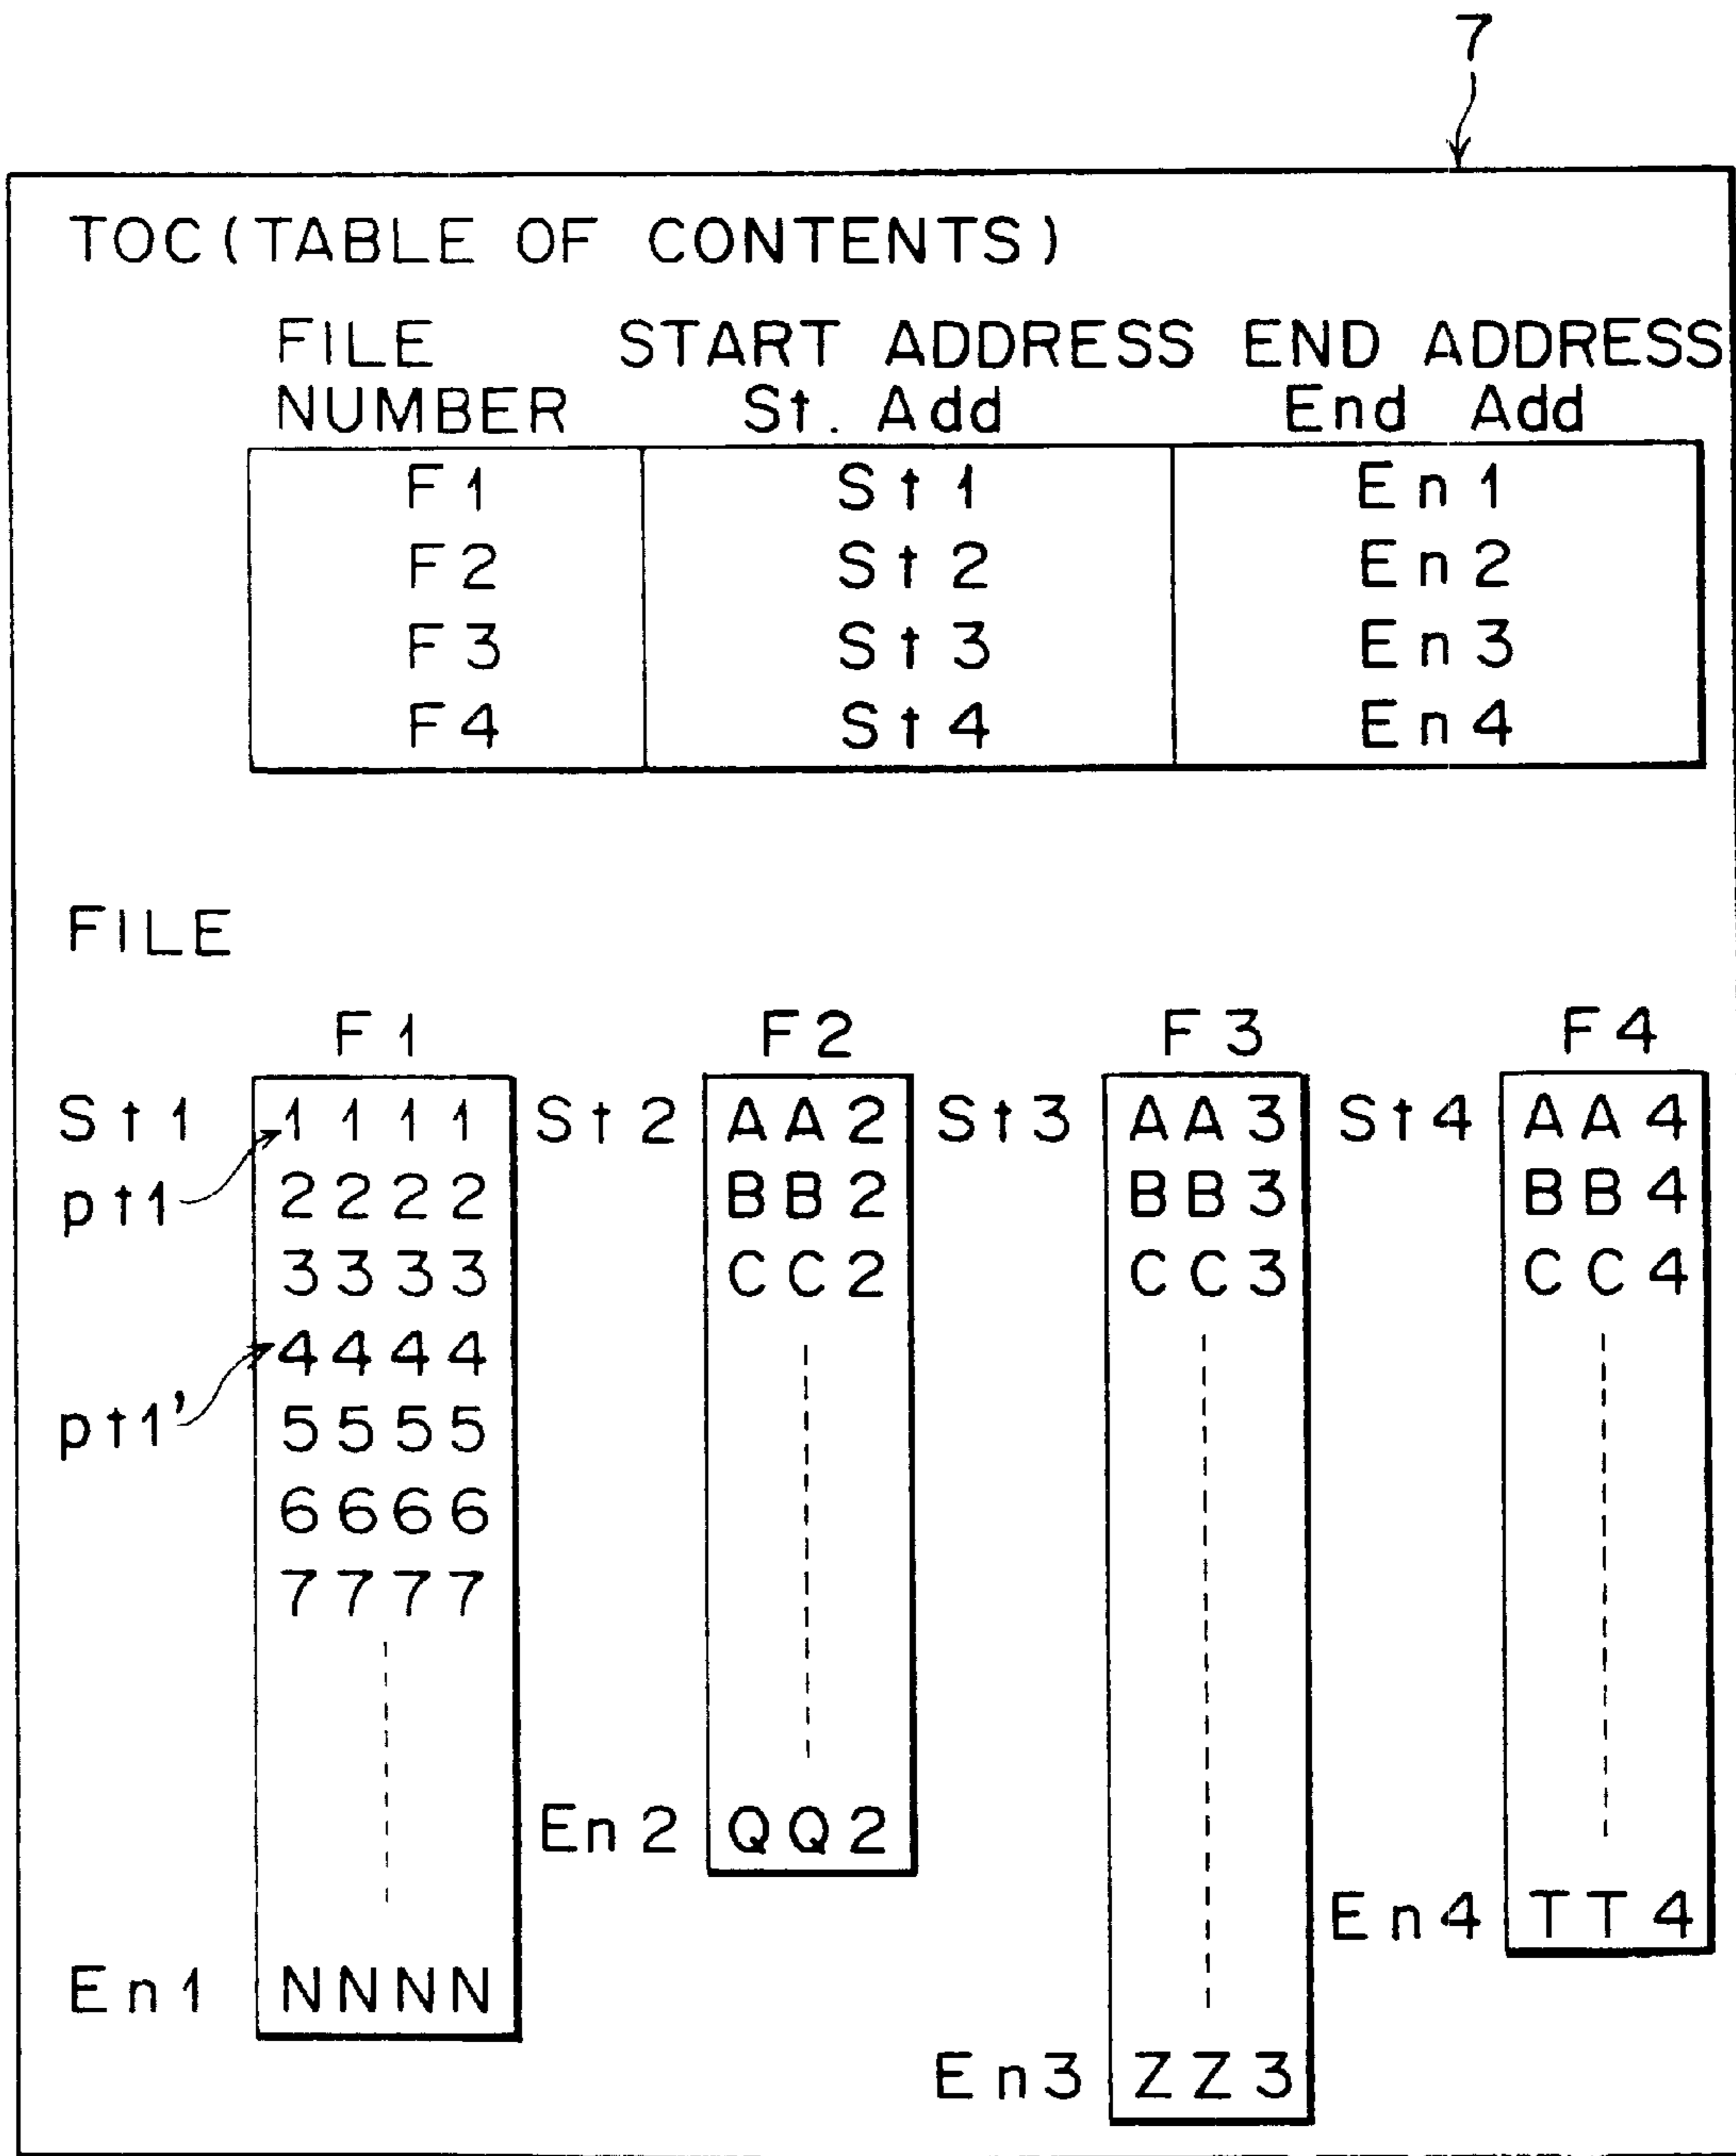 7
TOC(TABLE OF CONTENTS)
FILE NUMBER START ADDRESS St. Add END ADDRESS End Add
F1 St1 En1
F2 St2 En2
F3 St3 En3
F4 St4 En4
FILE
F1 F2 F3 F4
St1 1111 St2 AA2 St3 AA3 St4 AA4
pt1 2222 BB2 BB3 BB4
3333 CC2 CC3 CC4
4444
pt1' 5555
6666
7777
En2 QQ2
En4 TT4
En1 NNNN
En3 ZZ3